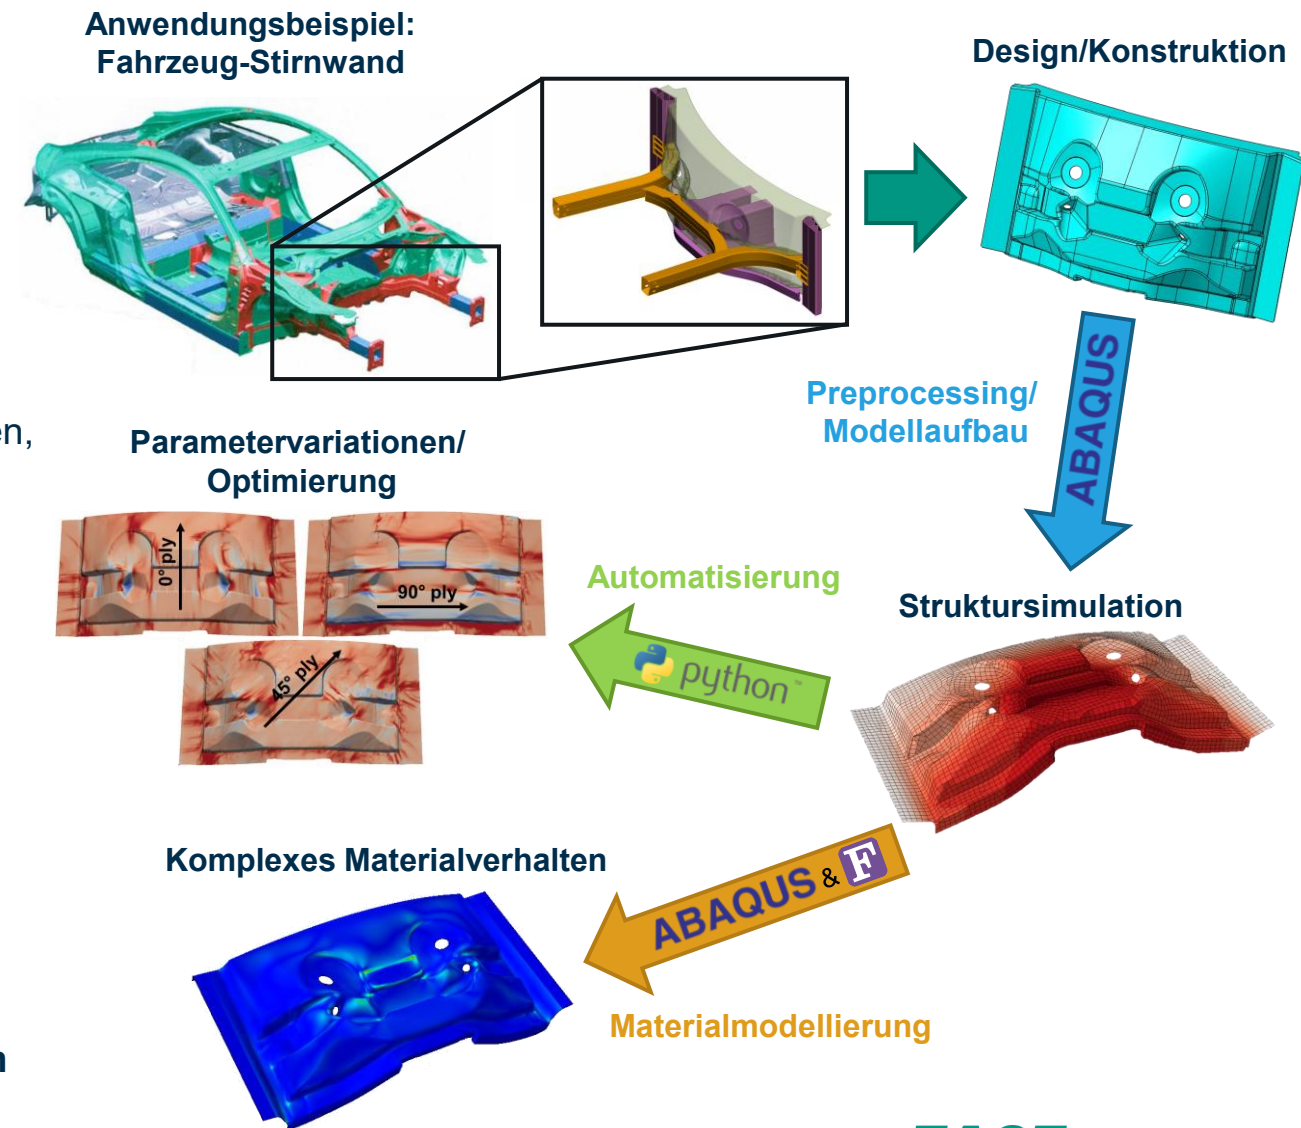 Anwendungsbeispiel:
Fahrzeug-Stirnwand
Design/Konstruktion
Preprocessing/
Modellaufbau
ABAQUS
Parametervariationen/
Optimierung
0° ply
90° ply
45° ply
Automatisierung
python™
Struktursimulation
Komplexes Materialverhalten
ABAQUS & F
Materialmodellierung